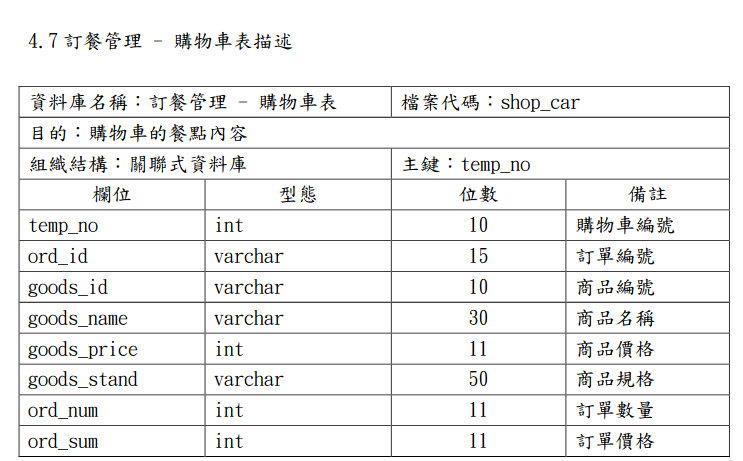 4.7 訂餐管理 - 購物車表描述
資料庫名稱：訂餐管理 - 購物車表 檔案代碼：shop_car
目的：購物車的餐點內容
組織結構：關聯式資料庫 主鍵：temp_no
欄位 型態 位數 備註
temp_no int 10 購物車編號
ord_id varchar 15 訂單編號
goods_id varchar 10 商品編號
goods_name varchar 30 商品名稱
goods_price int 11 商品價格
goods_stand varchar 50 商品規格
ord_num int 11 訂單數量
ord_sum int 11 訂單價格